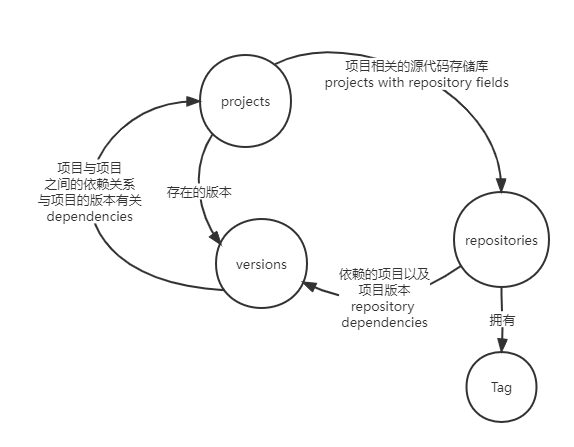 项目相关的源代码存储库
projects with repository fields
projects
项目与项目
之间的依赖关系
与项目的版本有关
dependencies
存在的版本
repositories
versions
依赖的项目以及
项目版本
repository
dependencies
拥有
Tag